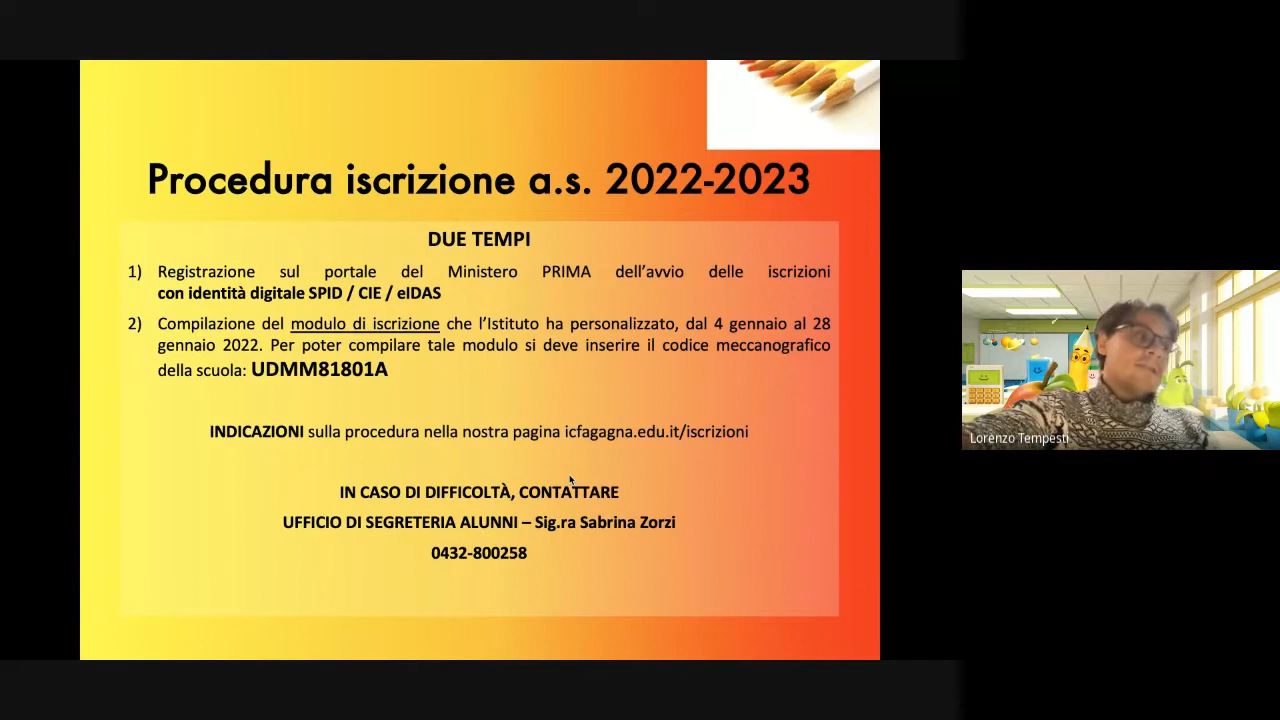 Procedura iscrizione a.s. 2022-2023
DUE TEMPI
1) Registrazione sul portale del Ministero PRIMA dell’avvio delle iscrizioni
con identità digitale SPID / CIE / eIDAS
2) Compilazione del modulo di iscrizione che l’Istituto ha personalizzato, dal 4 gennaio al 28
gennaio 2022. Per poter compilare tale modulo si deve inserire il codice meccanografico
della scuola: UDMM81801A
INDICAZIONI sulla procedura nella nostra pagina icfagagna.edu.it/iscrizioni
IN CASO DI DIFFICOLTÀ, CONTATTARE
UFFICIO DI SEGRETERIA ALUNNI – Sig.ra Sabrina Zorzi
0432-800258
Lorenzo Tempesti